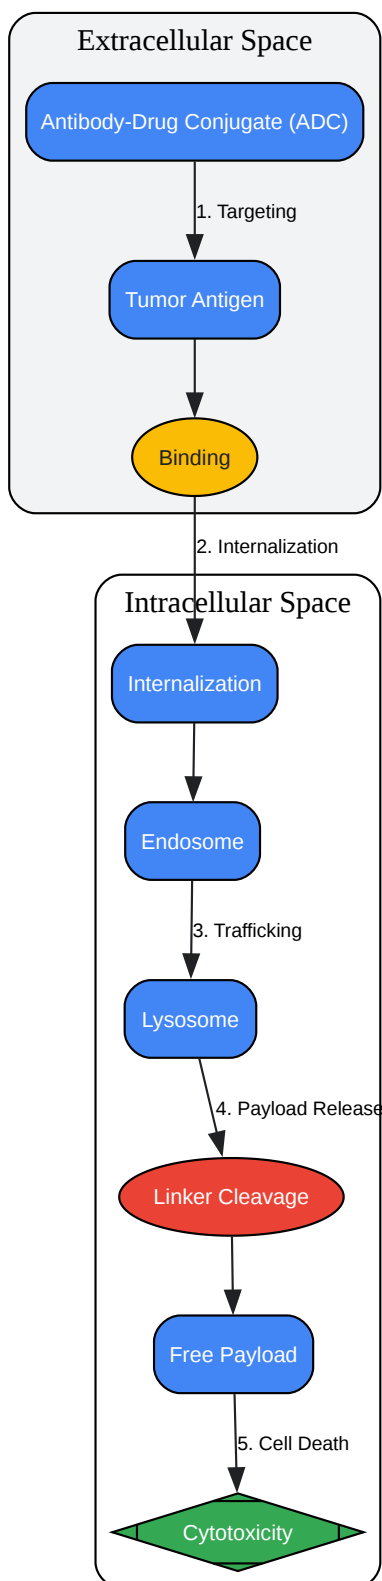 Extracellular Space
Antibody-Drug Conjugate (ADC)
1. Targeting
Tumor Antigen
Binding
2. Internalization
Intracellular Space
Internalization
Endosome
3. Trafficking
Lysosome
4. Payload Release
Linker Cleavage
Free Payload
5. Cell Death
Cytotoxicity